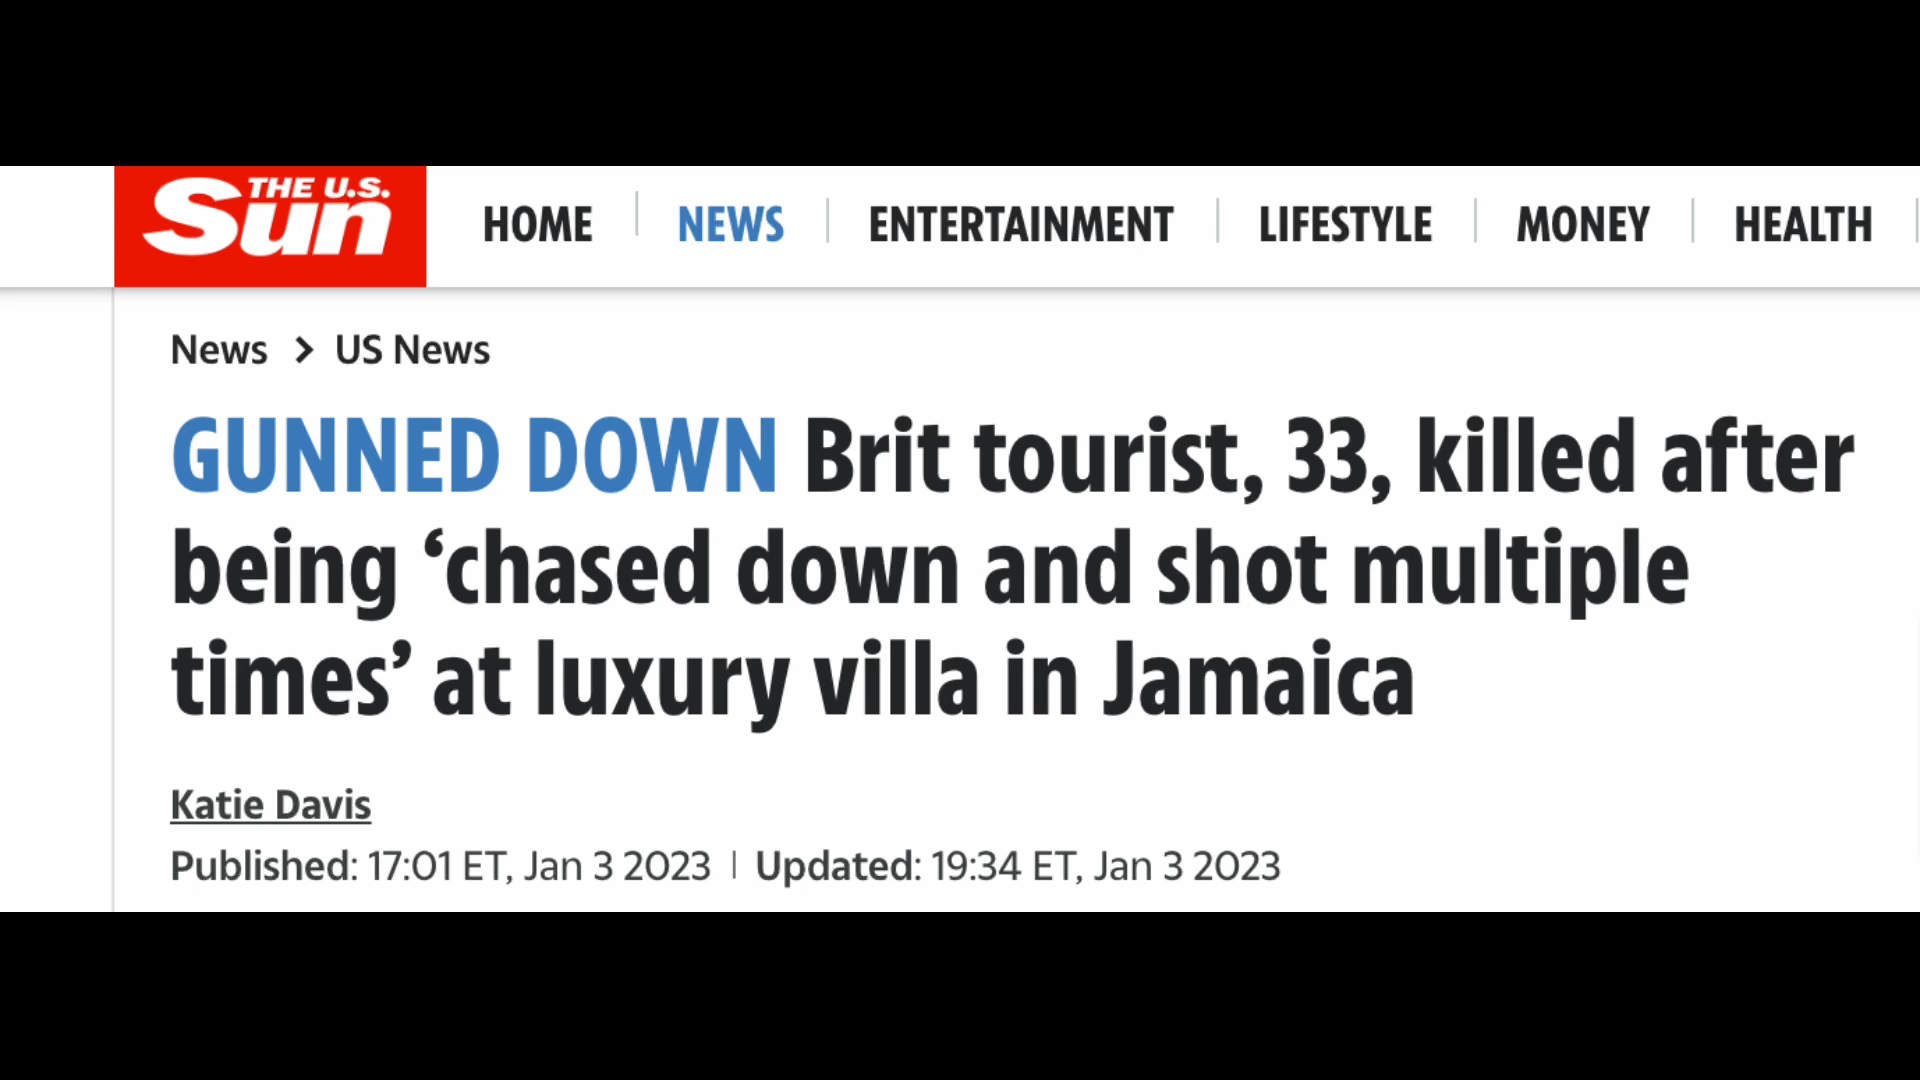 THE U.S.
Sun
HOME NEWS ENTERTAINMENT LIFESTYLE MONEY HEALTH
News > US News
GUNNED DOWN Brit tourist, 33, killed after
being ‘chased down and shot multiple
times’ at luxury villa in Jamaica
Katie Davis
Published: 17:01 ET, Jan 3 2023 | Updated: 19:34 ET, Jan 3 2023